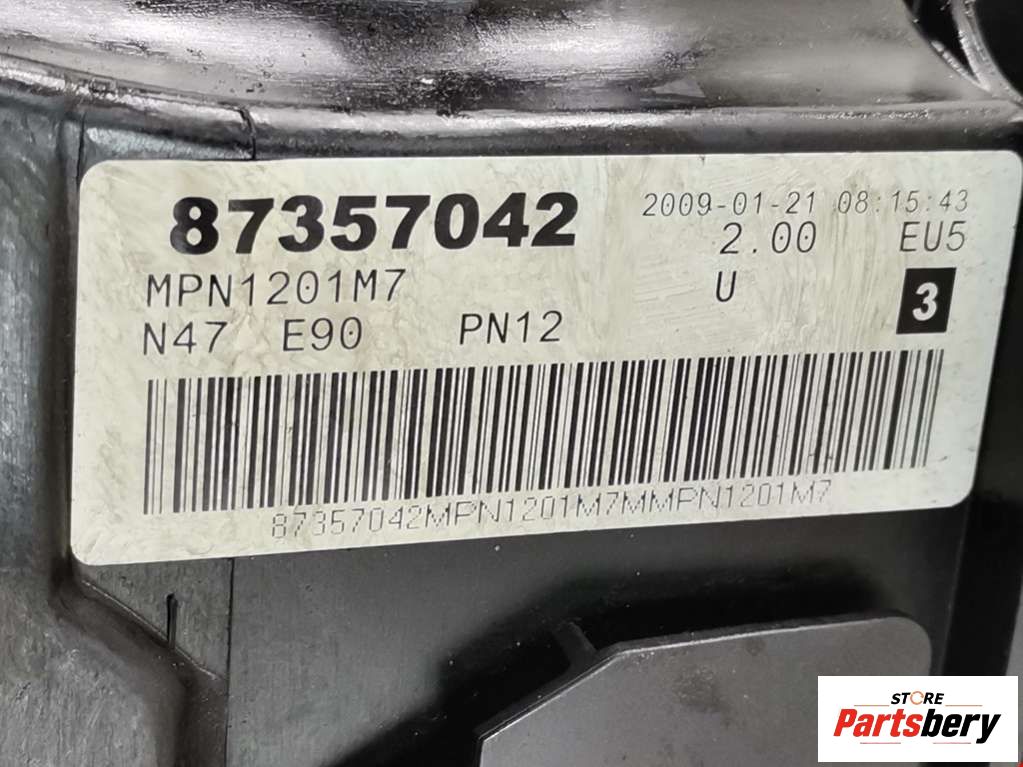 87357042 2009-01-21 08:15:43
2.00 EU5
MPN1201M7 U
3
N47 E90 PN12
87357042MPN1201M7MMPN1201M7
STORE
Partsbery